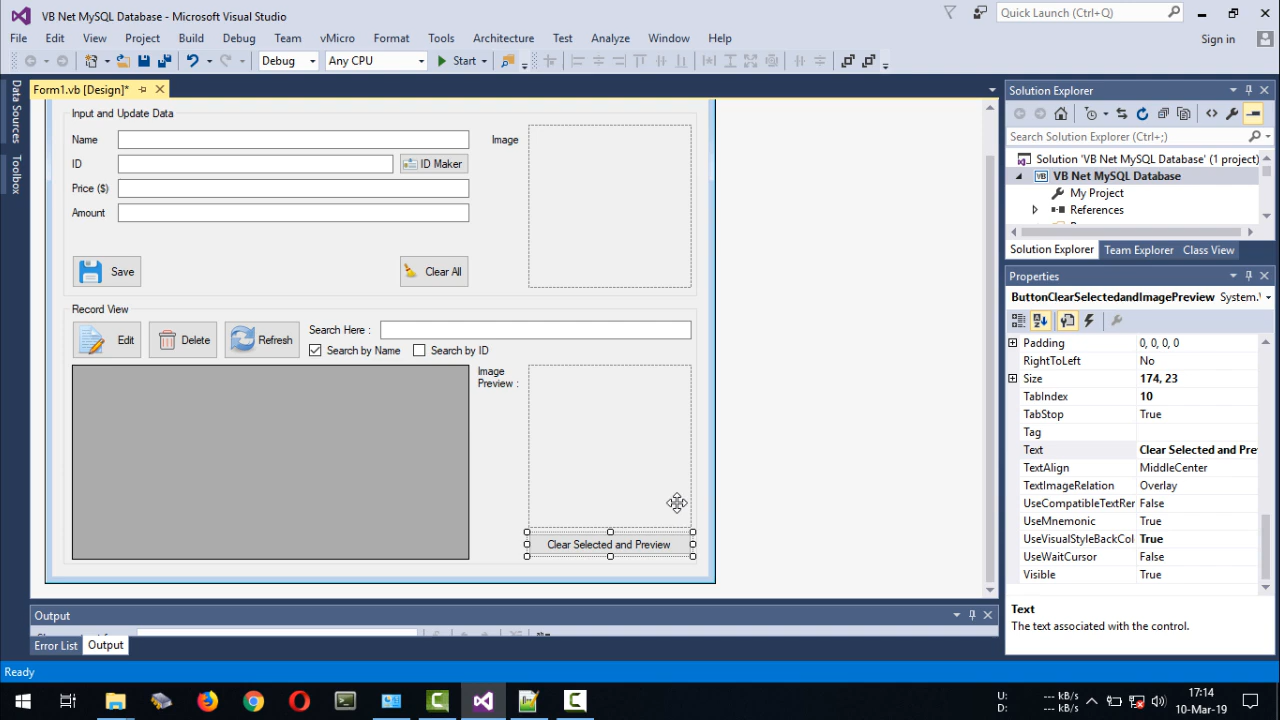 VB Net MySQL Database - Microsoft Visual Studio
Quick Launch (Ctrl+Q)
File Edit View Project Build Debug Team vMicro Format Tools Architecture Test Analyze Window Help
Sign in
Debug Any CPU Start
Form1.vb [Design]*
Data Sources
Toolbox
Input and Update Data
Name
Image
ID
ID Maker
Price ($)
Amount
Save
Clear All
Record View
Edit
Delete
Refresh
Search Here :
Search by Name
Search by ID
Image
Preview :
Clear Selected and Preview
Solution Explorer
Search Solution Explorer (Ctrl+;)
Solution 'VB Net MySQL Database' (1 project)
VB Net MySQL Database
My Project
References
Solution Explorer Team Explorer Class View
Properties
ButtonClearSelectedandImagePreview System.
Padding 0, 0, 0, 0
RightToLeft No
Size 174, 23
TabIndex 10
TabStop True
Tag
Text Clear Selected and Pre
TextAlign MiddleCenter
TextImageRelation Overlay
UseCompatibleTextRer False
UseMnemonic True
UseVisualStyleBackCol True
UseWaitCursor False
Visible True
Text
The text associated with the control.
Output
Error List Output
Ready
U: --- kB/s
D: --- kB/s
17:14
10-Mar-19